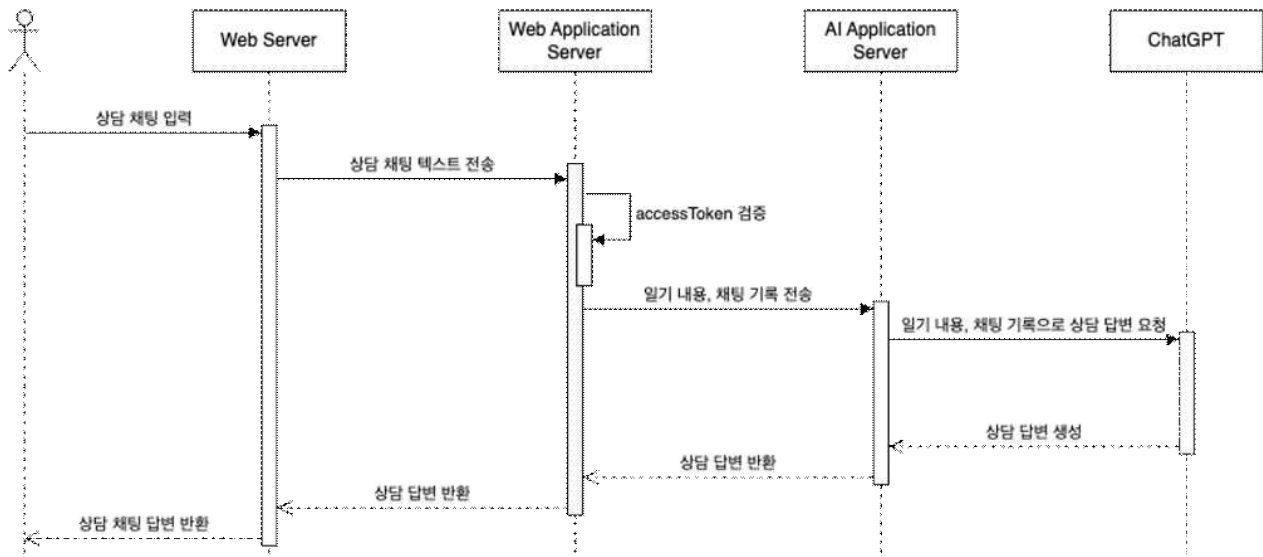 Web Server
Web Application
Server
AI Application
Server
ChatGPT
상담 채팅 입력
상담 채팅 텍스트 전송
accessToken 검증
일기 내용, 채팅 기록 전송
일기 내용, 채팅 기록으로 상담 답변 요청
상담 답변 생성
상담 답변 반환
상담 답변 반환
상담 채팅 답변 반환